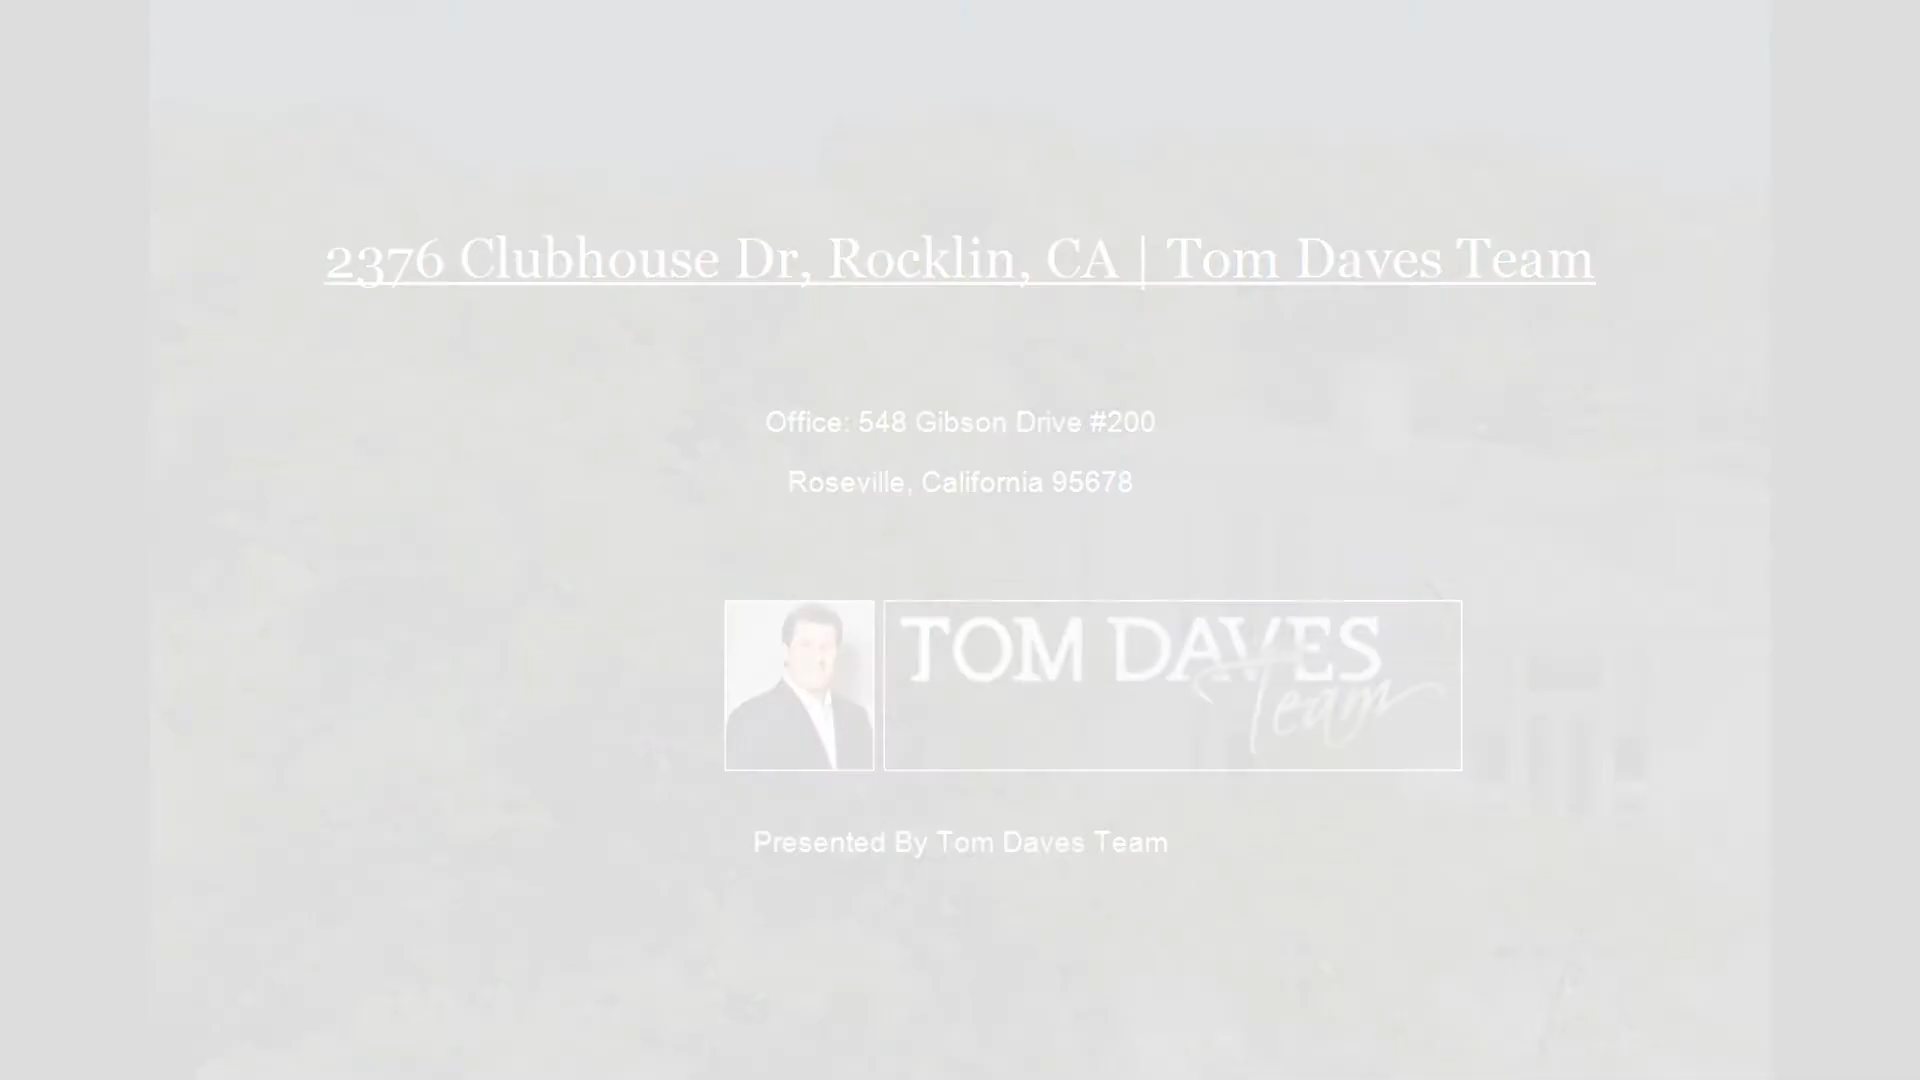 2376 Clubhouse Dr, Rocklin, CA | Tom Daves Team
Office: 548 Gibson Drive #200
Roseville, California 95678
TOM DAVES
Team
Presented By Tom Daves Team